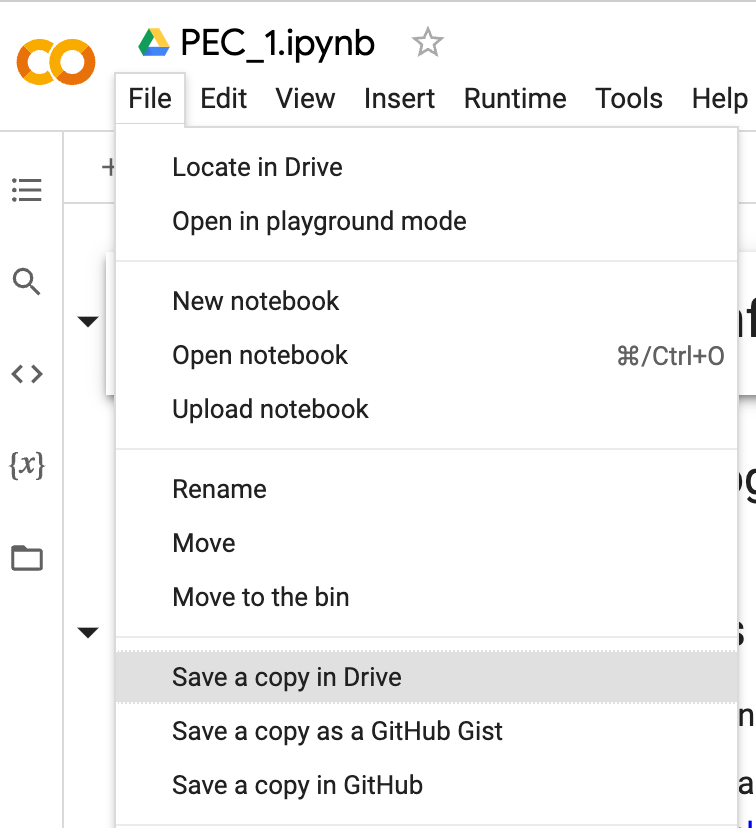 PEC_1.ipynb
File Edit View Insert Runtime Tools Help
+
Locate in Drive
Open in playground mode
New notebook
Open notebook ⌘/Ctrl+O
Upload notebook
{x}
Rename
Move
Move to the bin
Save a copy in Drive
Save a copy as a GitHub Gist
Save a copy in GitHub